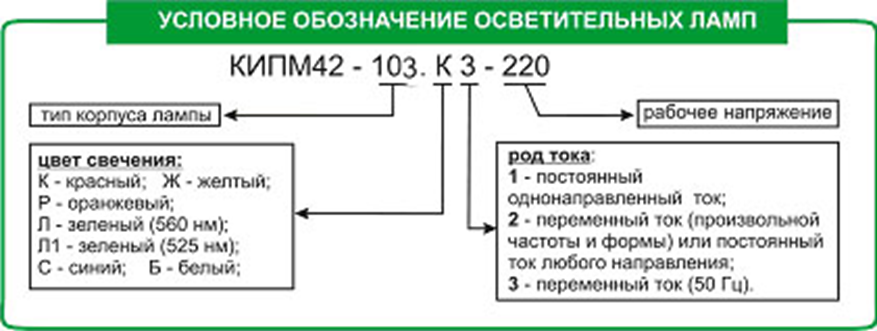 УСЛОВНОЕ ОБОЗНАЧЕНИЕ ОСВЕТИТЕЛЬНЫХ ЛАМП
КИПМ42 - 103. К 3 - 220
тип корпуса лампы
рабочее напряжение
цвет свечения:
К - красный; Ж - желтый;
Р - оранжевый;
Л - зеленый (560 нм);
Л1 - зеленый (525 нм);
С - синий; Б - белый;
род тока:
1 - постоянный
однонаправленный ток;
2 - переменный ток (произвольной
частоты и формы) или постоянный
ток любого направления;
3 - переменный ток (50 Гц).